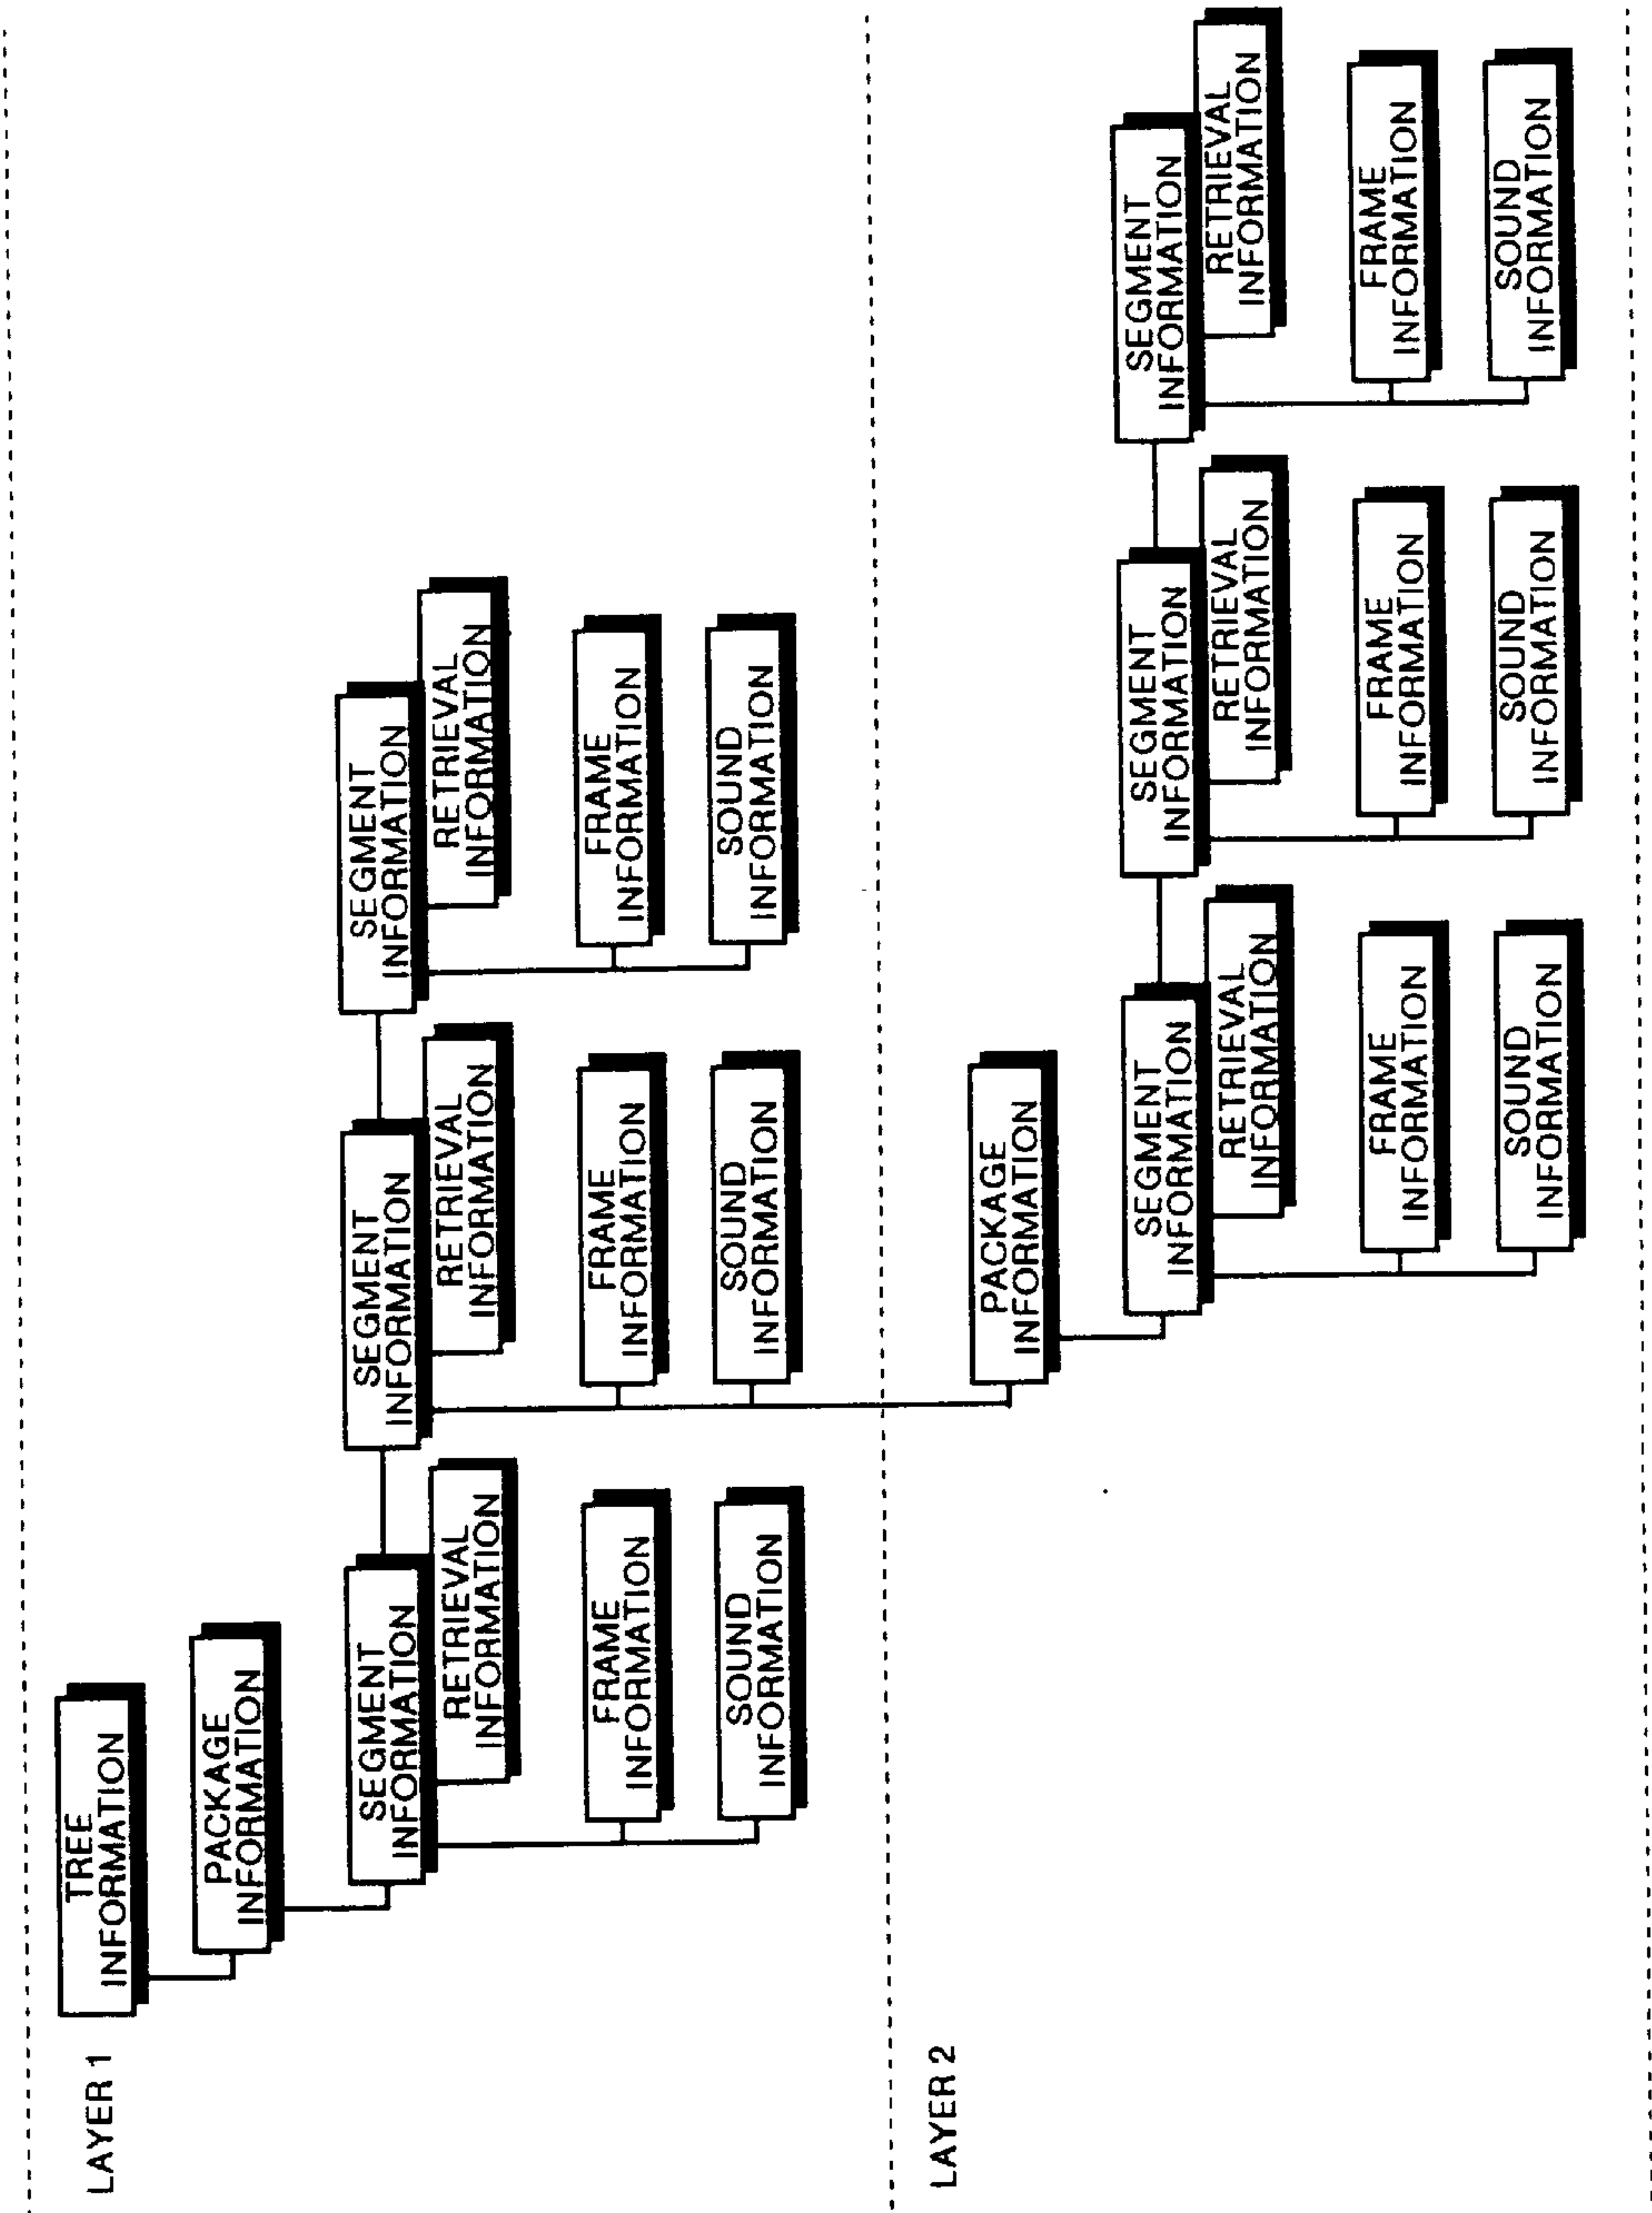 LAYER 1
TREE
INFORMATION
PACKAGE
INFORMATION
SEGMENT
INFORMATION
RETRIEVAL
INFORMATION
FRAME
INFORMATION
SOUND
INFORMATION
SEGMENT
INFORMATION
RETRIEVAL
INFORMATION
FRAME
INFORMATION
SOUND
INFORMATION
SEGMENT
INFORMATION
RETRIEVAL
INFORMATION
FRAME
INFORMATION
SOUND
INFORMATION
LAYER 2
PACKAGE
INFORMATION
SEGMENT
INFORMATION
RETRIEVAL
INFORMATION
FRAME
INFORMATION
SOUND
INFORMATION
SEGMENT
INFORMATION
RETRIEVAL
INFORMATION
FRAME
INFORMATION
SOUND
INFORMATION
SEGMENT
INFORMATION
RETRIEVAL
INFORMATION
FRAME
INFORMATION
SOUND
INFORMATION